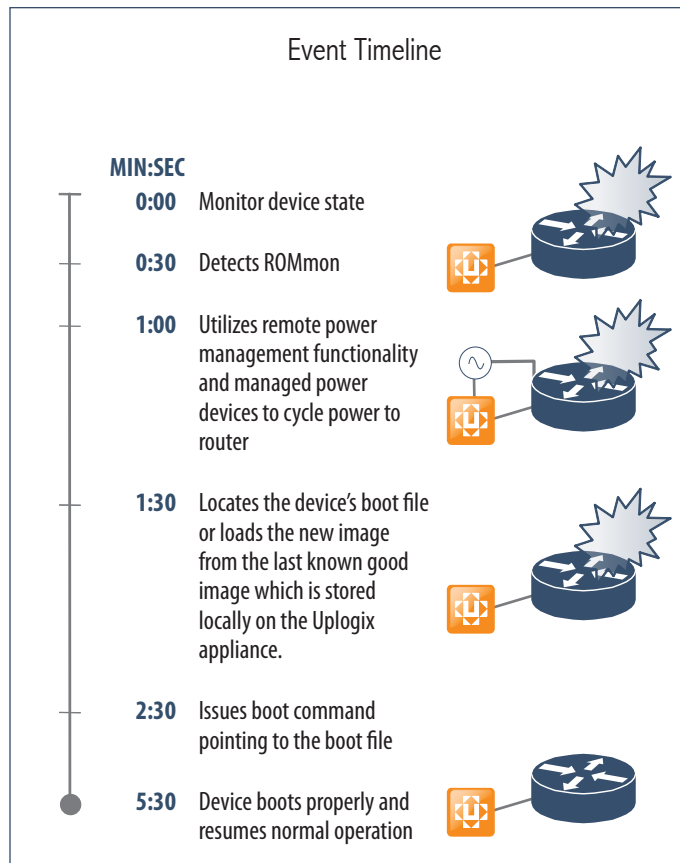 Event Timeline
MIN:SEC
0:00 Monitor device state
0:30 Detects ROMmon
1:00 Utilizes remote power
management functionality
and managed power
devices to cycle power to
router
1:30 Locates the device's boot file
or loads the new image
from the last known good
image which is stored
locally on the Uplogix
appliance.
2:30 Issues boot command
pointing to the boot file
5:30 Device boots properly and
resumes normal operation